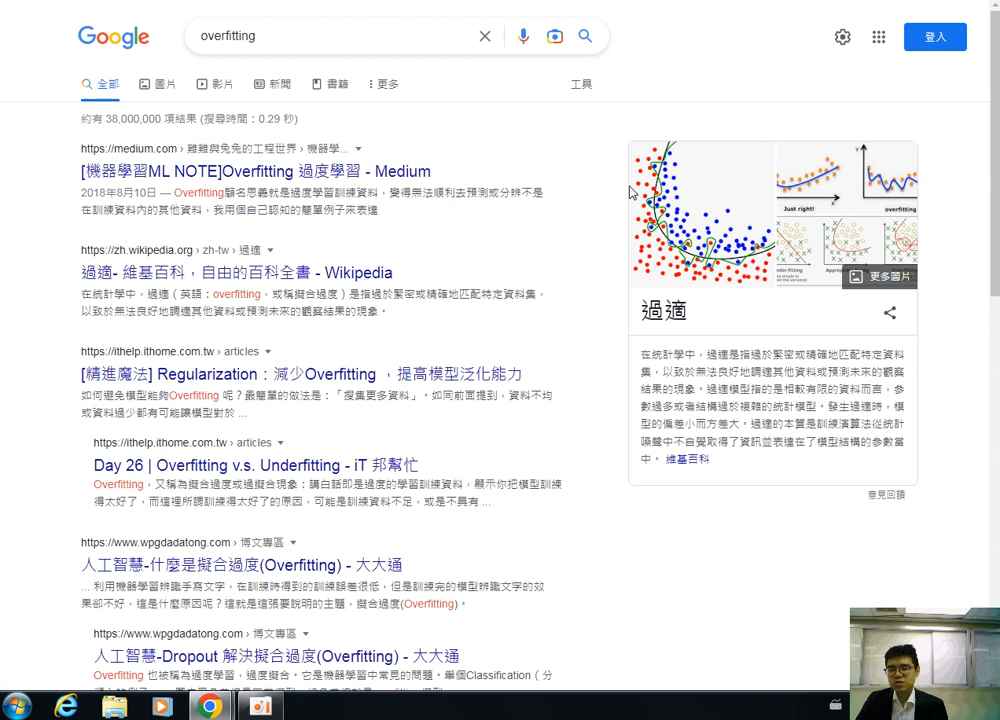 Google
overfitting
登入
全部 圖片 影片 新聞 書籍 更多 工具
約有 38,000,000 項結果 (搜尋時間：0.29 秒)
https://medium.com › 雞雞與兔兔的工程世界 › 機器學...
[機器學習ML NOTE]Overfitting 過度學習 - Medium
2018年8月10日 — Overfitting顧名思義就是過度學習訓練資料，變得無法順利去預測或分辨不是
在訓練資料內的其他資料，我用個自己認知的簡單例子來表達
https://zh.wikipedia.org › zh-tw › 過適
過適- 維基百科，自由的百科全書 - Wikipedia
在統計學中，過適（英語：overfitting，或稱擬合過度）是指過於緊密或精確地匹配特定資料集，
以致於無法良好地調適其他資料或預測未來的觀察結果的現象。
https://ithelp.ithome.com.tw › articles
[精進魔法] Regularization：減少Overfitting ，提高模型泛化能力
如何避免模型能夠Overfitting 呢？最簡單的做法是：「搜集更多資料」。如同前面提到，資料不均
或資料過少都有可能讓模型對於 ...
https://ithelp.ithome.com.tw › articles
Day 26 | Overfitting v.s. Underfitting - iT 邦幫忙
Overfitting，又稱為擬合過度或過擬合現象：講白話即是過度的學習訓練資料，顯示你把模型訓練
得太好了，而這裡所謂訓練得太好了的原因，可能是訓練資料不足，或是不具有 ...
https://www.wpgdadatong.com › 博文專區
人工智慧-什麼是擬合過度(Overfitting) - 大大通
... 利用機器學習辨識手寫文字，在訓練時得到的訓練誤差很低，但是訓練完的模型辨識文字的效
果卻不好，這是什麼原因呢？這就是這張要說明的主題，擬合過度(Overfitting)。
https://www.wpgdadatong.com › 博文專區
人工智慧-Dropout 解決擬合過度(Overfitting) - 大大通
Overfitting 也被稱為過度學習，過度擬合。它是機器學習中常見的問題。舉個Classification（分
Y
Just right!
overfitting
更多圖片
過適
在統計學中，過適是指過於緊密或精確地匹配特定資料
集，以致於無法良好地調適其他資料或預測未來的觀察
結果的現象。過適模型指的是相較有限的資料而言，參
數過多或者結構過於複雜的統計模型。發生過適時，模
型的偏差小而方差大。過適的本質是訓練演算法從統計
噪聲中不自覺取得了資訊並表達在了模型結構的參數當
中。 維基百科
意見回饋